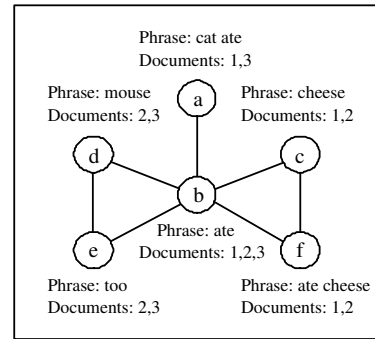 Phrase: cat ate
Documents: 1,3
a
Phrase: mouse
Documents: 2,3
Phrase: cheese
Documents: 1,2
d
c
b
e
Phrase: ate
Documents: 1,2,3
f
Phrase: too
Documents: 2,3
Phrase: ate cheese
Documents: 1,2